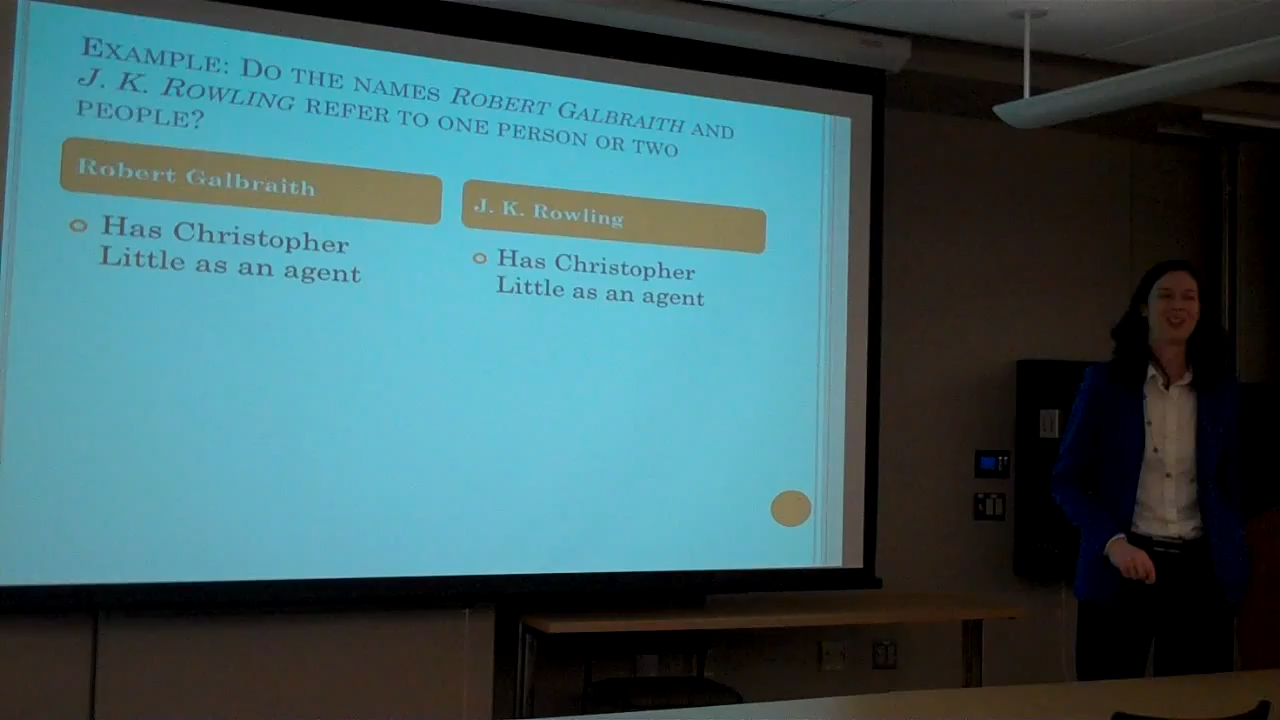 EXAMPLE: DO THE NAMES ROBERT GALBRAITH AND
J. K. ROWLING REFER TO ONE PERSON OR TWO
PEOPLE?
Robert Galbraith
Has Christopher
Little as an agent
J. K. Rowling
Has Christopher
Little as an agent